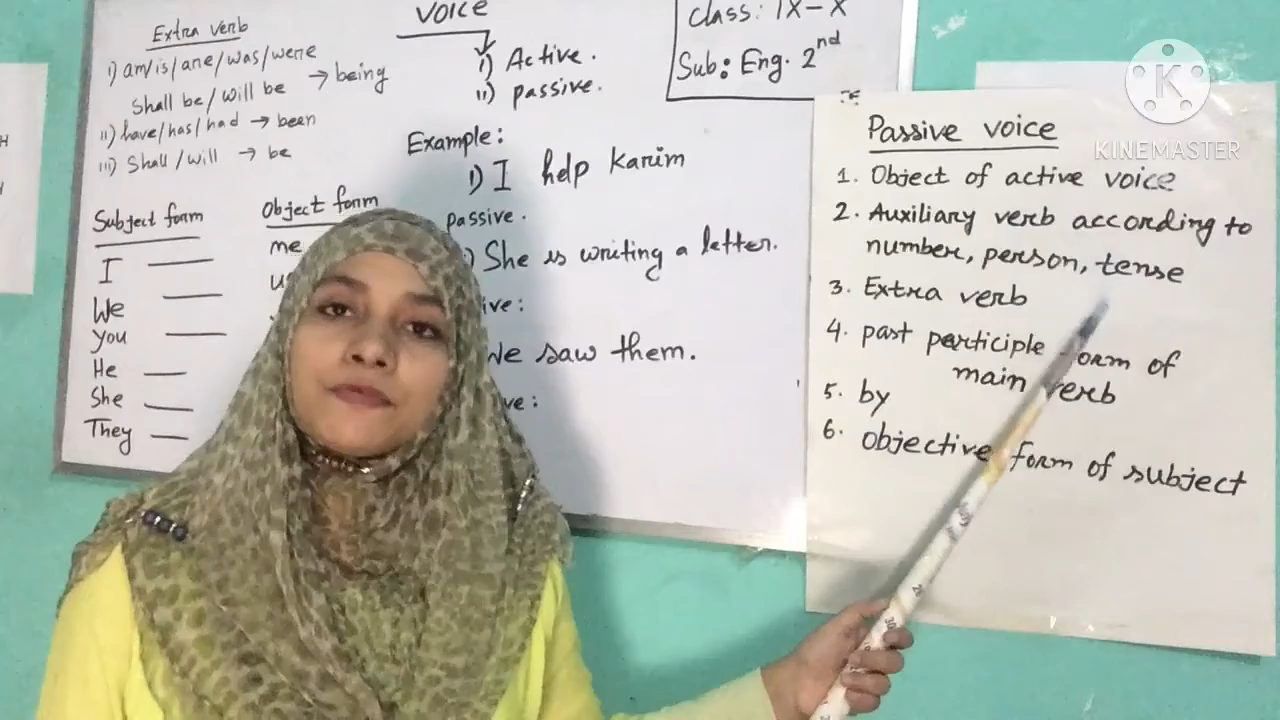 Extra verb
i) am/is/are/was/were
Shall be/will be → being
ii) have/has/had → been
iii) Shall/will → be
Subject form
Object form
I
me
We
You
He
She
They
VOICE
i) Active.
ii) passive.
Example:
1) I help Karim
passive.
) She is writing a letter.
ive:
We saw them.
ve:
Class: IX-X
Sub: Eng. 2nd
Passive voice
1. Object of active voice
2. Auxiliary verb according to
number, person, tense
3. Extra verb
4. past participle form of
main verb
5. by
6. Objective form of subject
K
KINEMASTER